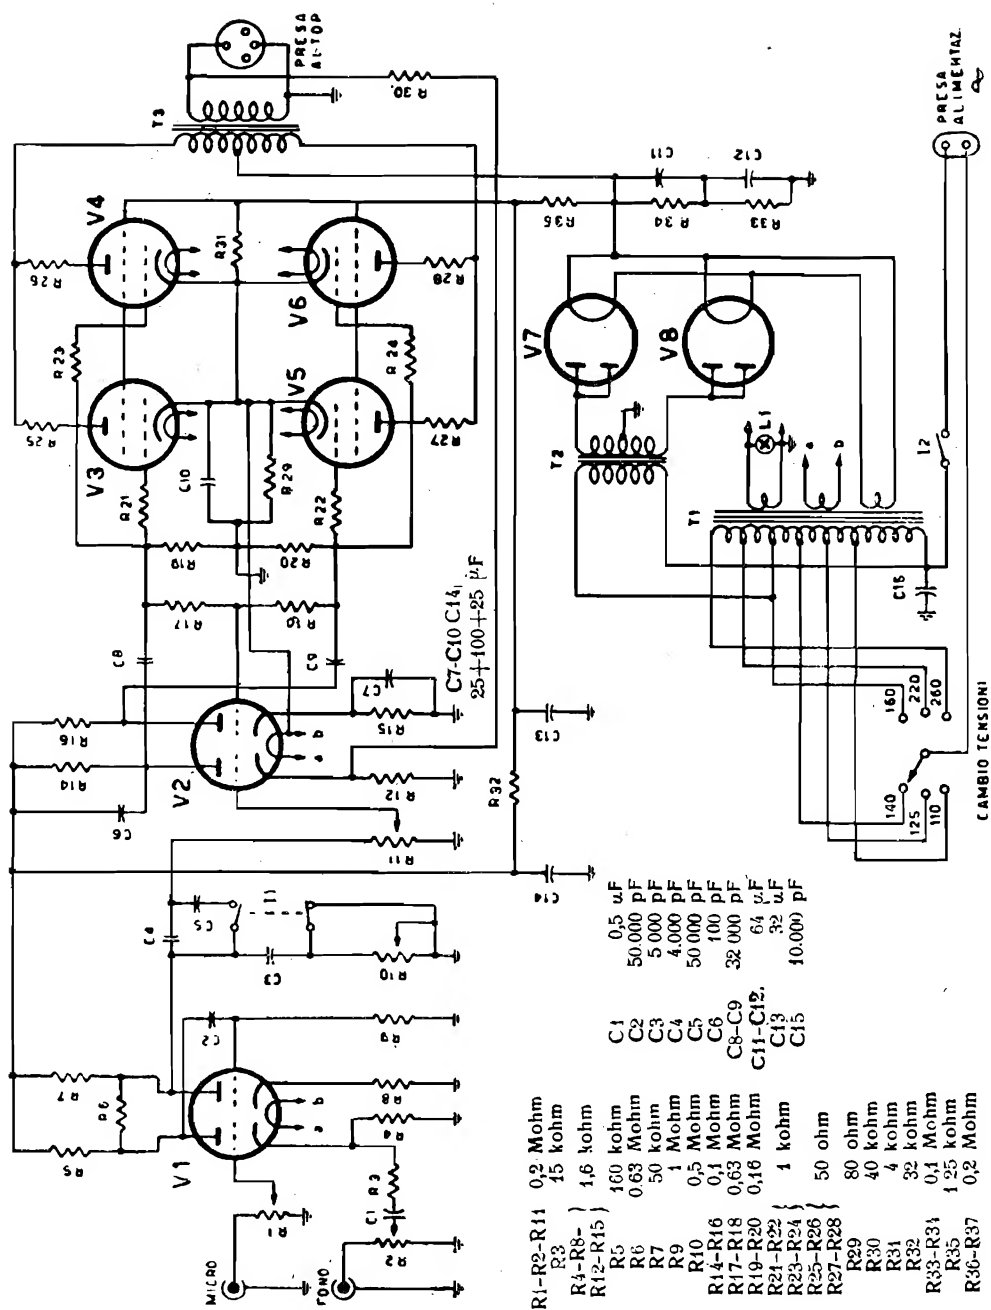 MICRO
FONO
R1
R2
C1
R3
R4
R8
R9
V1
a
b
R5
R6
R7
C2
C3
C4
C5
I1
R10
R11
R12
R15
C7
C6
R14
R16
V2
a
b
C8
C9
R17
R16
R19
R20
R21
R22
R23
R24
R25
R26
R27
R28
R29
C10
V3
V4
V5
V6
R31
T3
PRESA
ALTOP
R30
C7-C10 C14
25+100+25 µF
R32
C13
C14
R35
R34
R33
C11
C12
V7
V8
T2
T1
L1
a
b
I2
C16
PRESA
ALIMENTAZ.
160
220
260
140
125
110
CAMBIO TENSIONI
R1-R2-R11 0,2 Mohm
R3 15 kohm
R4-R8-
R12-R15 } 1,6 kohm
R5 160 kohm
R6 0.63 Mohm
R7 50 kohm
R9 1 Mohm
R10 0,5 Mohm
R14-R16 0,1 Mohm
R17-R18 0,63 Mohm
R19-R20 0,16 Mohm
R21-R22 }
R23-R24 } 1 kohm
R25-R26 }
R27-R28 } 50 ohm
R29 80 ohm
R30 40 kohm
R31 4 kohm
R32 32 kohm
R33-R34 0,1 Mohm
R35 1 25 kohm
R36-R37 0,2 Mohm
C1 0,5 µF
C2 50.000 pF
C3 5 000 pF
C4 4.000 pF
C5 50 000 pF
C6 100 pF
C8-C9 32 000 pF
C11-C12. 64 µF
C13 32 µF
C15 10.000 pF